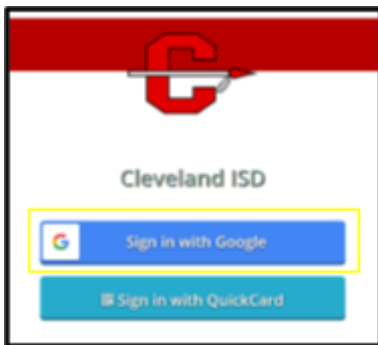 C
Cleveland ISD
G Sign in with Google
Sign in with QuickCard